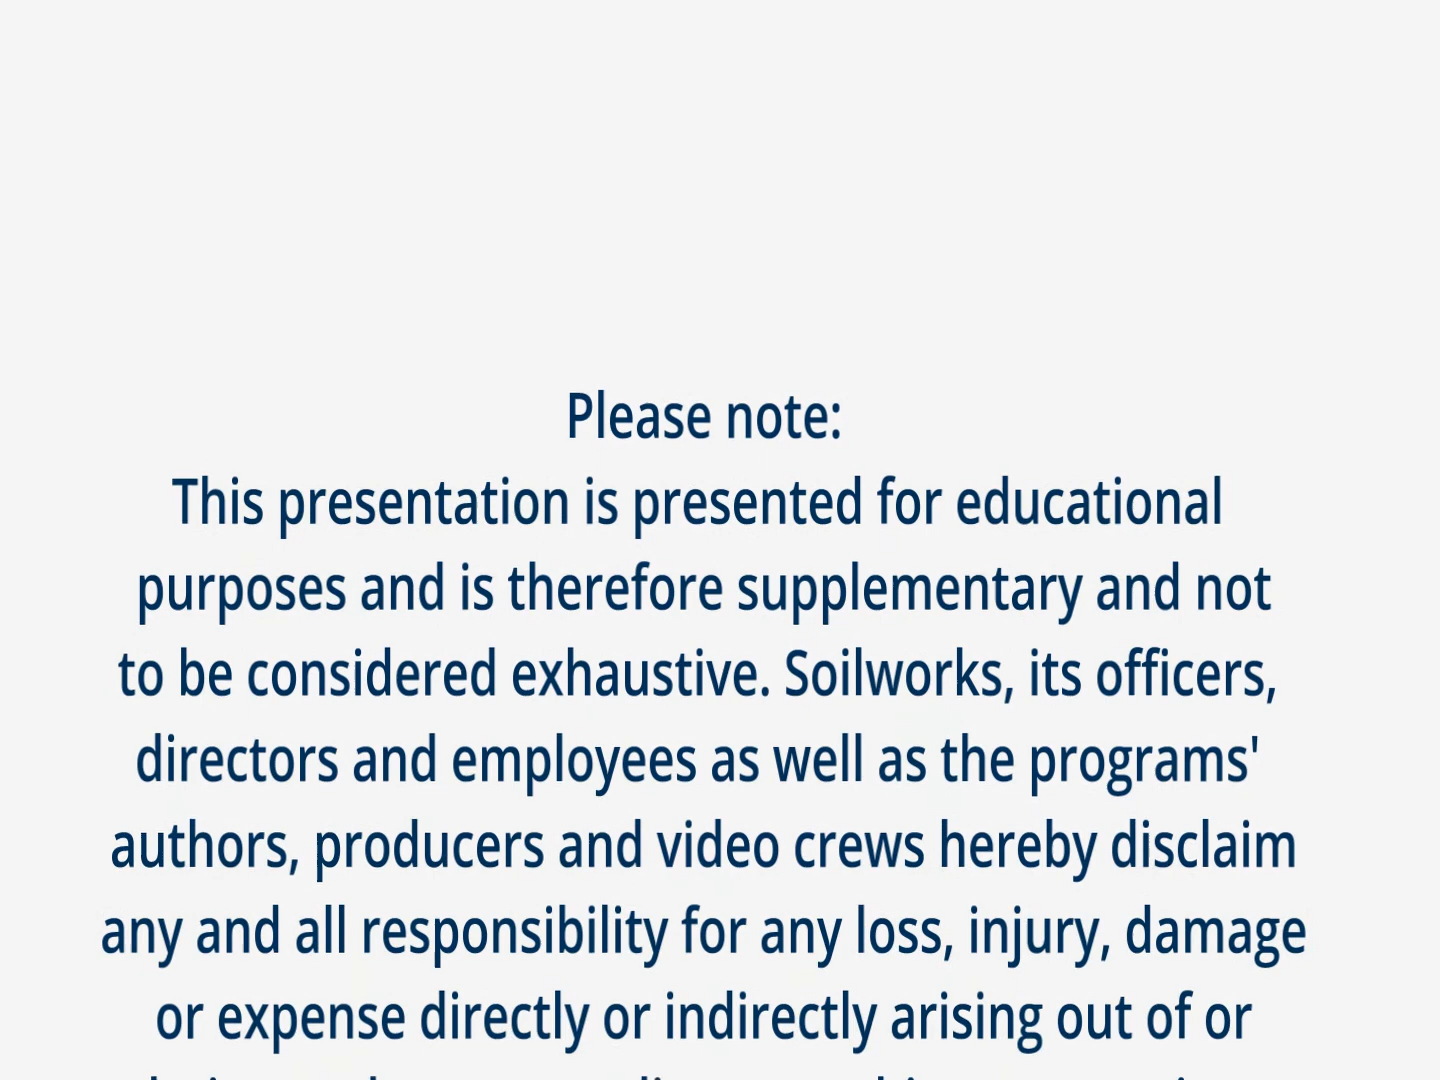 Please note:
This presentation is presented for educational
purposes and is therefore supplementary and not
to be considered exhaustive. Soilworks, its officers,
directors and employees as well as the programs'
authors, producers and video crews hereby disclaim
any and all responsibility for any loss, injury, damage
or expense directly or indirectly arising out of or